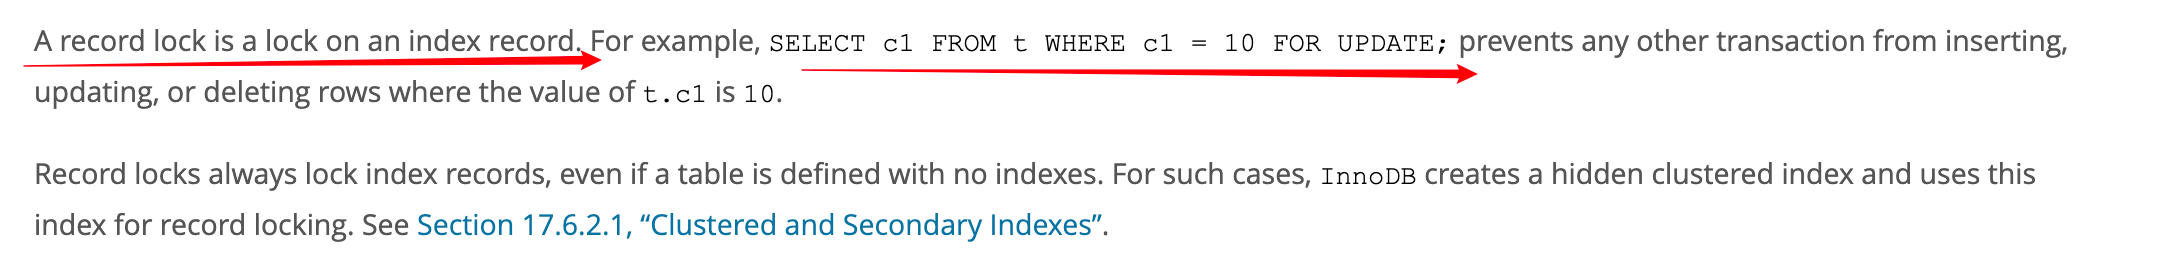 A record lock is a lock on an index record. For example, SELECT c1 FROM t WHERE c1 = 10 FOR UPDATE; prevents any other transaction from inserting,
updating, or deleting rows where the value of t.c1 is 10.
Record locks always lock index records, even if a table is defined with no indexes. For such cases, InnoDB creates a hidden clustered index and uses this
index for record locking. See Section 17.6.2.1, “Clustered and Secondary Indexes”.